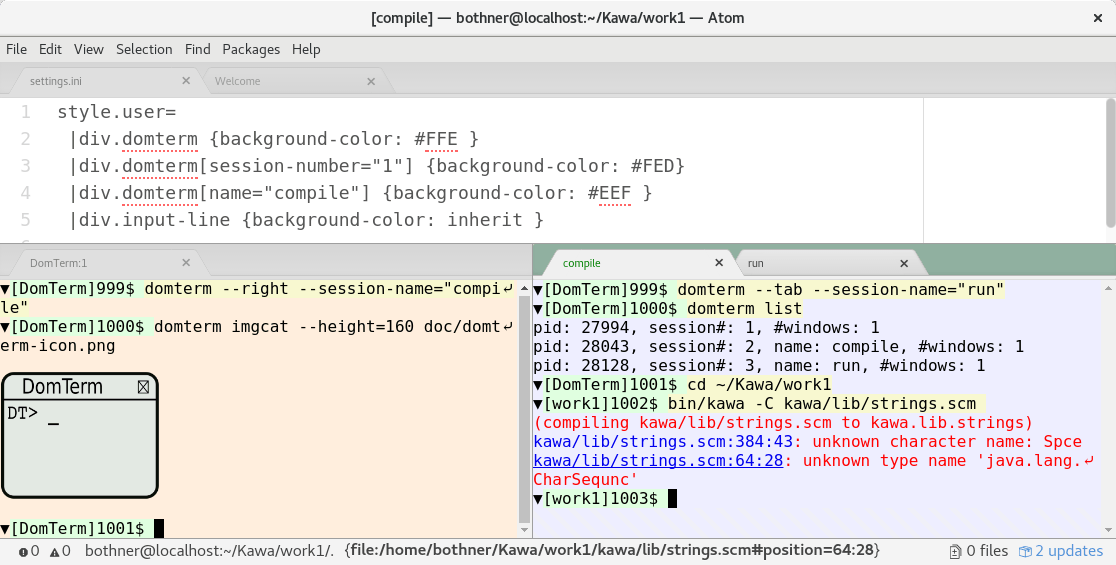 [compile] — bothner@localhost:~/Kawa/work1 — Atom
File Edit View Selection Find Packages Help
settings.ini Welcome
1 style.user=
2 |div.domterm {background-color: #FFE }
3 |div.domterm[session-number="1"] {background-color: #FED}
4 |div.domterm[name="compile"] {background-color: #EEF }
5 |div.input-line {background-color: inherit }
DomTerm:1
▼[DomTerm]999$ domterm --right --session-name="compi⤶
le"
▼[DomTerm]1000$ domterm imgcat --height=160 doc/domt⤶
erm-icon.png
DomTerm
DT> _
▼[DomTerm]1001$
compile run
▼[DomTerm]999$ domterm --tab --session-name="run"
▼[DomTerm]1000$ domterm list
pid: 27994, session#: 1, #windows: 1
pid: 28043, session#: 2, name: compile, #windows: 1
pid: 28128, session#: 3, name: run, #windows: 1
▼[DomTerm]1001$ cd ~/Kawa/work1
▼[work1]1002$ bin/kawa -C kawa/lib/strings.scm
(compiling kawa/lib/strings.scm to kawa.lib.strings)
kawa/lib/strings.scm:384:43: unknown character name: Spce
kawa/lib/strings.scm:64:28: unknown type name 'java.lang.⤶
CharSequnc'
▼[work1]1003$
0 0 bothner@localhost:~/Kawa/work1/. {file:/home/bothner/Kawa/work1/kawa/lib/strings.scm#position=64:28} 0 files 2 updates